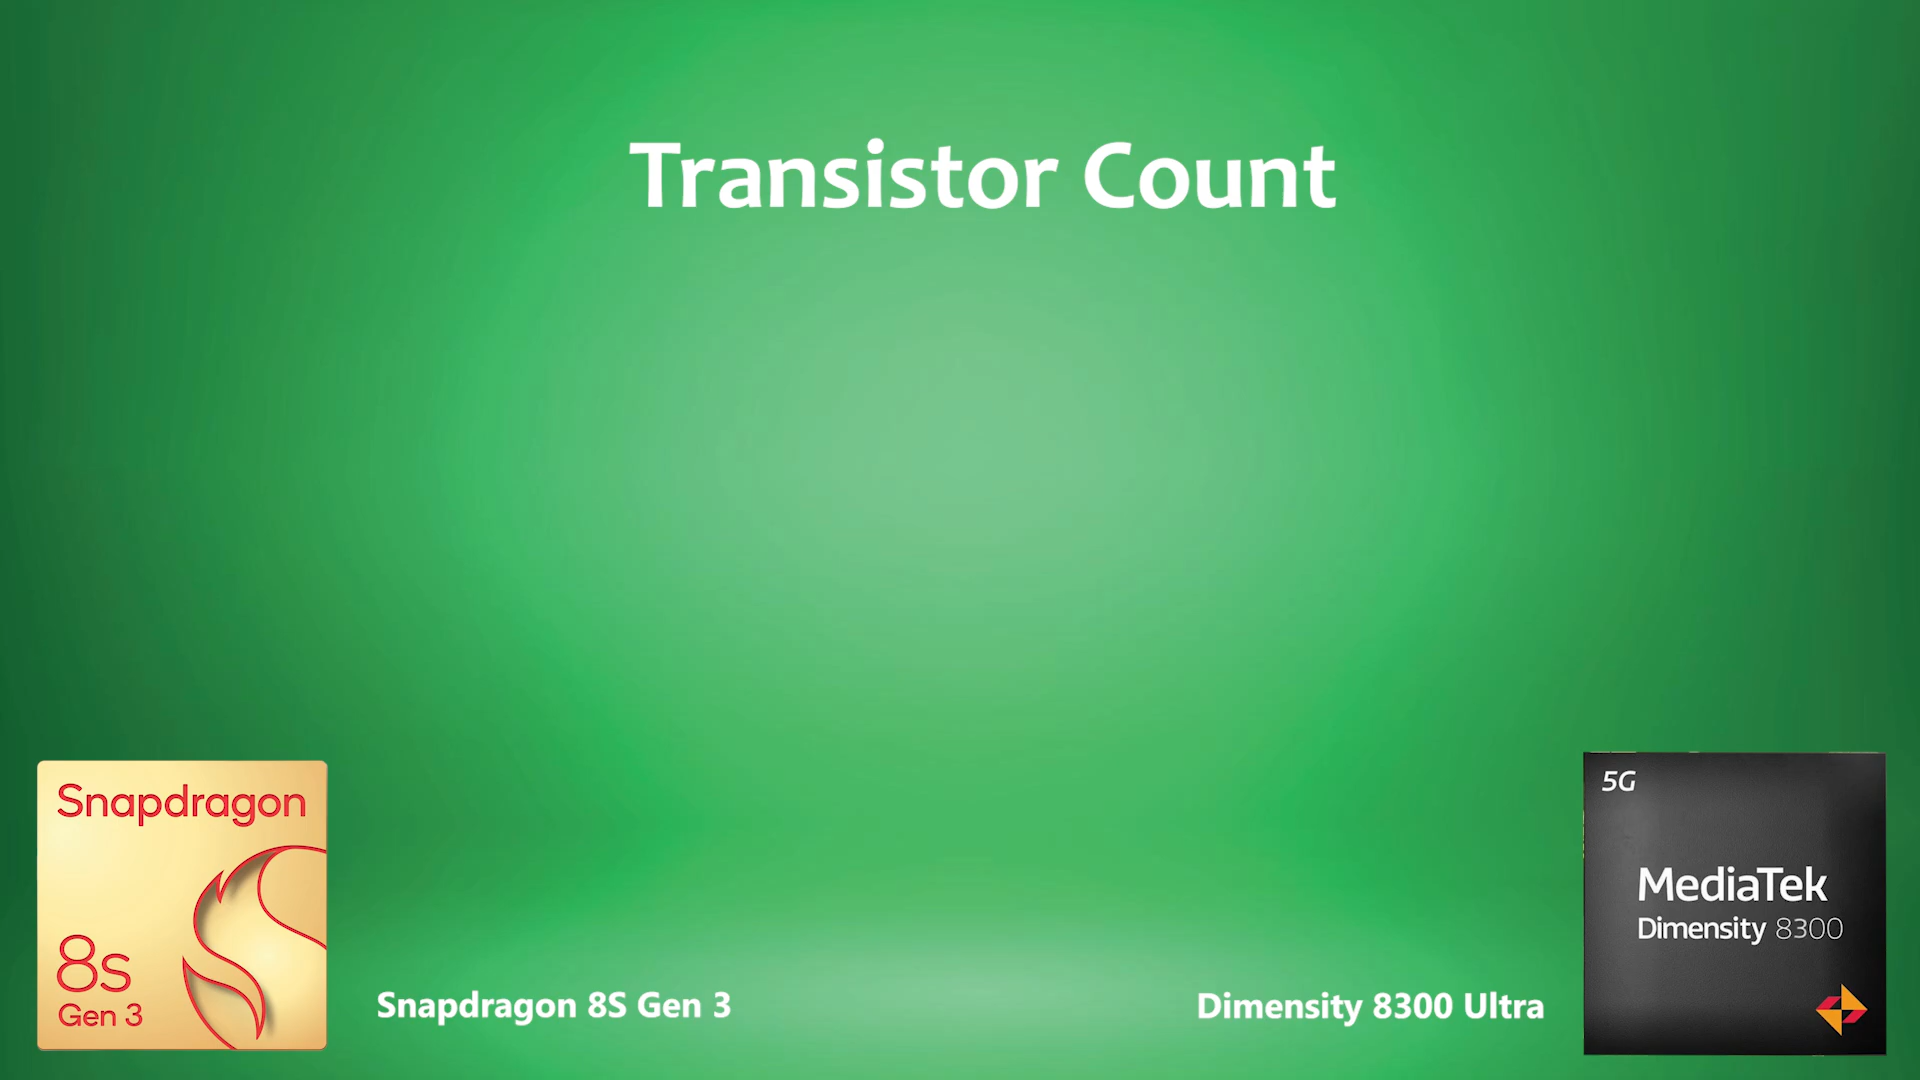 Transistor Count
Snapdragon
8s
Gen 3
Snapdragon 8S Gen 3
Dimensity 8300 Ultra
5G
MediaTek
Dimensity 8300